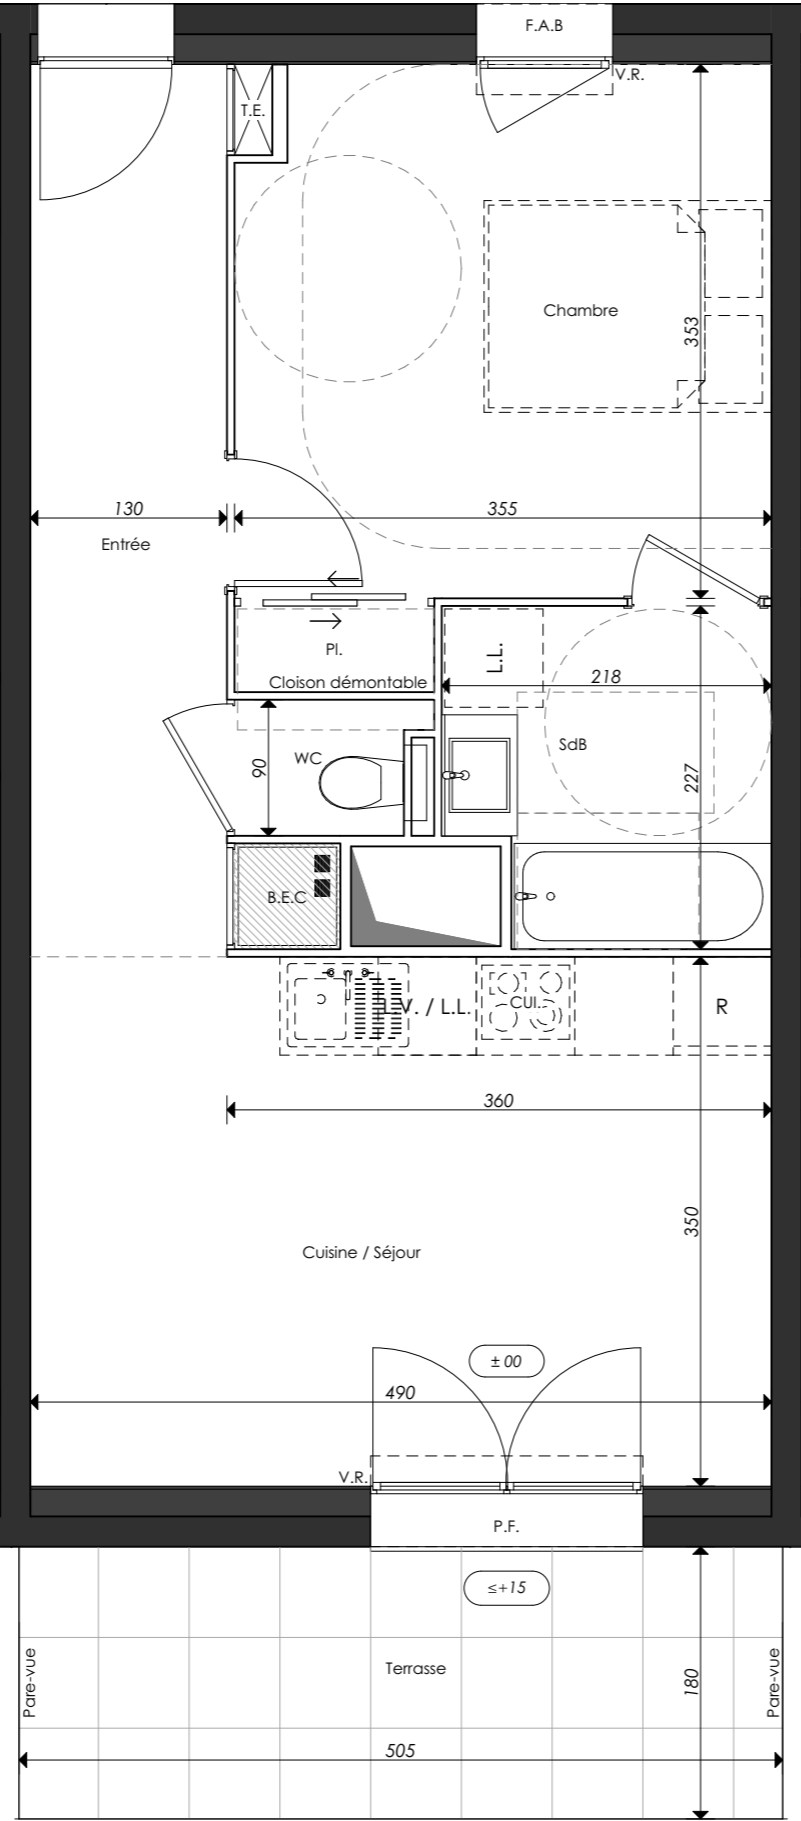 F.A.B
V.R.
T.E.
Chambre
353
130
355
Entrée
Pl.
L.L.
Cloison démontable
218
WC
90
SdB
227
B.E.C
L.V. / L.L.
CUI.
R
360
350
Cuisine / Séjour
± 00
490
V.R.
P.F.
≤+15
Pare-vue
Terrasse
180
Pare-vue
505